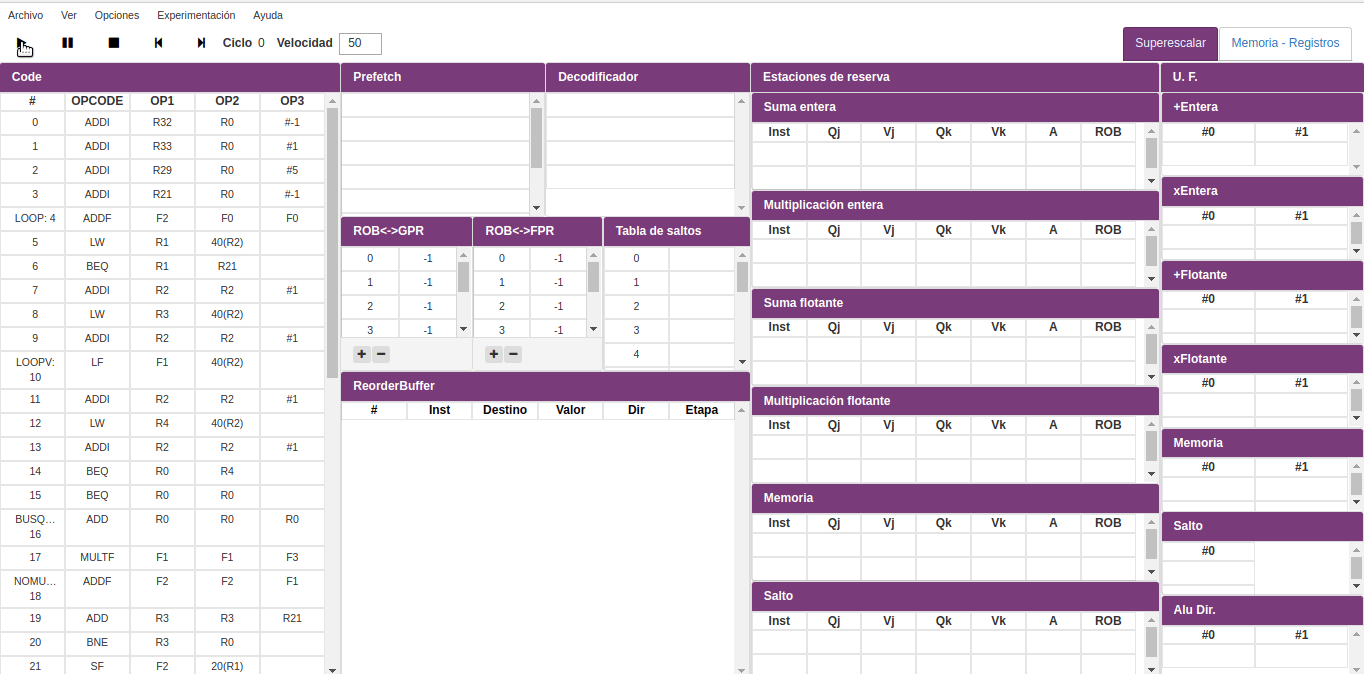 Archivo Ver Opciones Experimentación Ayuda
Ciclo 0 Velocidad 50 Superescalar Memoria - Registros
Code
# OPCODE OP1 OP2 OP3
0 ADDI R32 R0 #-1
1 ADDI R33 R0 #1
2 ADDI R29 R0 #5
3 ADDI R21 R0 #-1
LOOP: 4 ADDF F2 F0 F0
5 LW R1 40(R2)
6 BEQ R1 R21
7 ADDI R2 R2 #1
8 LW R3 40(R2)
9 ADDI R2 R2 #1
LOOPV:
10 LF F1 40(R2)
11 ADDI R2 R2 #1
12 LW R4 40(R2)
13 ADDI R2 R2 #1
14 BEQ R0 R4
15 BEQ R0 R0
BUSQ...
16 ADD R0 R0 R0
17 MULTF F1 F1 F3
NOMU...
18 ADDF F2 F2 F1
19 ADD R3 R3 R21
20 BNE R3 R0
21 SF F2 20(R1)
Prefetch
Decodificador
ROB<->GPR
0 -1
1 -1
2 -1
3 -1
+ −
ROB<->FPR
0 -1
1 -1
2 -1
3 -1
+ −
Tabla de saltos
0
1
2
3
4
ReorderBuffer
# Inst Destino Valor Dir Etapa
Estaciones de reserva
Suma entera
Inst Qj Vj Qk Vk A ROB
Multiplicación entera
Inst Qj Vj Qk Vk A ROB
Suma flotante
Inst Qj Vj Qk Vk A ROB
Multiplicación flotante
Inst Qj Vj Qk Vk A ROB
Memoria
Inst Qj Vj Qk Vk A ROB
Salto
Inst Qj Vj Qk Vk A ROB
U. F.
+Entera
#0 #1
xEntera
#0 #1
+Flotante
#0 #1
xFlotante
#0 #1
Memoria
#0 #1
Salto
#0
Alu Dir.
#0 #1